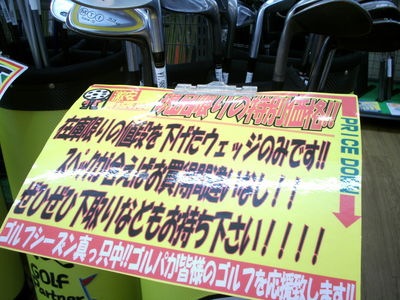 在庫限りの特別価格!!
PRICE DOWN
在庫限りの値段を下げたウェッジのみです!!
スペックが合えばお買得間違いなし!!
ぜひぜひ下取りなどもお持ち下さい!!!!
ゴルフシーズン真っ只中!!ゴルパが皆様のゴルフを応援致します!!
YOUR
GOLF
Partner